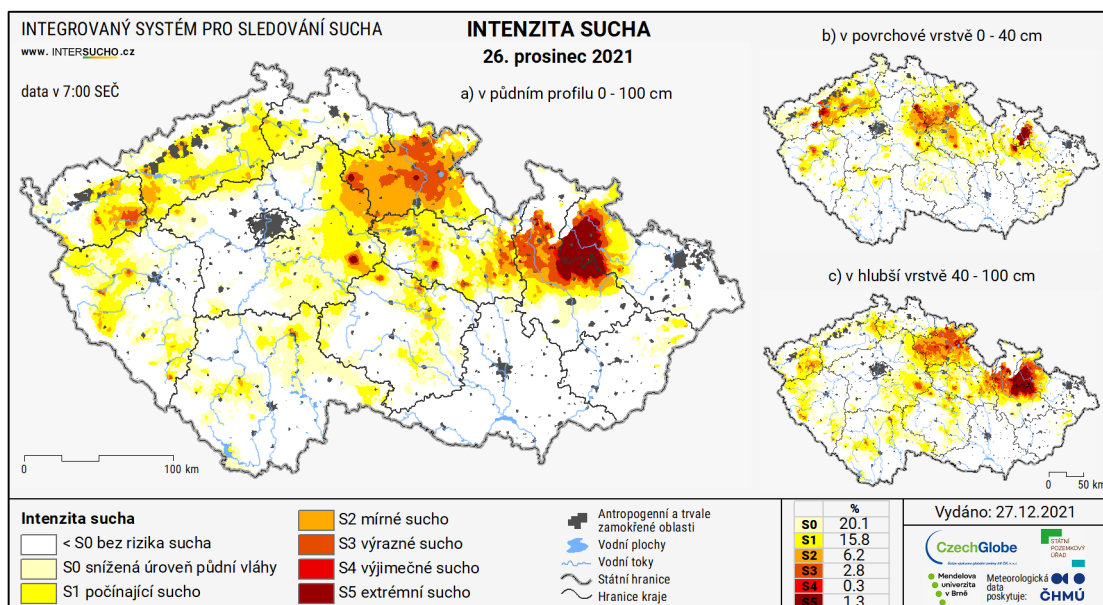 INTEGROVANÝ SYSTÉM PRO SLEDOVÁNÍ SUCHA
www. INTERSUCHO.cz
data v 7:00 SEČ
INTENZITA SUCHA
26. prosinec 2021
a) v půdním profilu 0 - 100 cm
b) v povrchové vrstvě 0 - 40 cm
c) v hlubší vrstvě 40 - 100 cm
0 100 km
0 50 km
Intenzita sucha
< S0 bez rizika sucha
S0 snížená úroveň půdní vláhy
S1 počínající sucho
S2 mírné sucho
S3 výrazné sucho
S4 výjimečné sucho
S5 extrémní sucho
Antropogenní a trvale
zamokřené oblasti
Vodní plochy
Vodní toky
Státní hranice
Hranice kraje
%
S0 20.1
S1 15.8
S2 6.2
S3 2.8
S4 0.3
S5 1.3
Vydáno: 27.12.2021
CzechGlobe
STÁTNÍ
POZEMKOVÝ
ÚŘAD
Mendelova
univerzita
v Brně
Meteorologická
data
poskytuje:
ČHMÚ